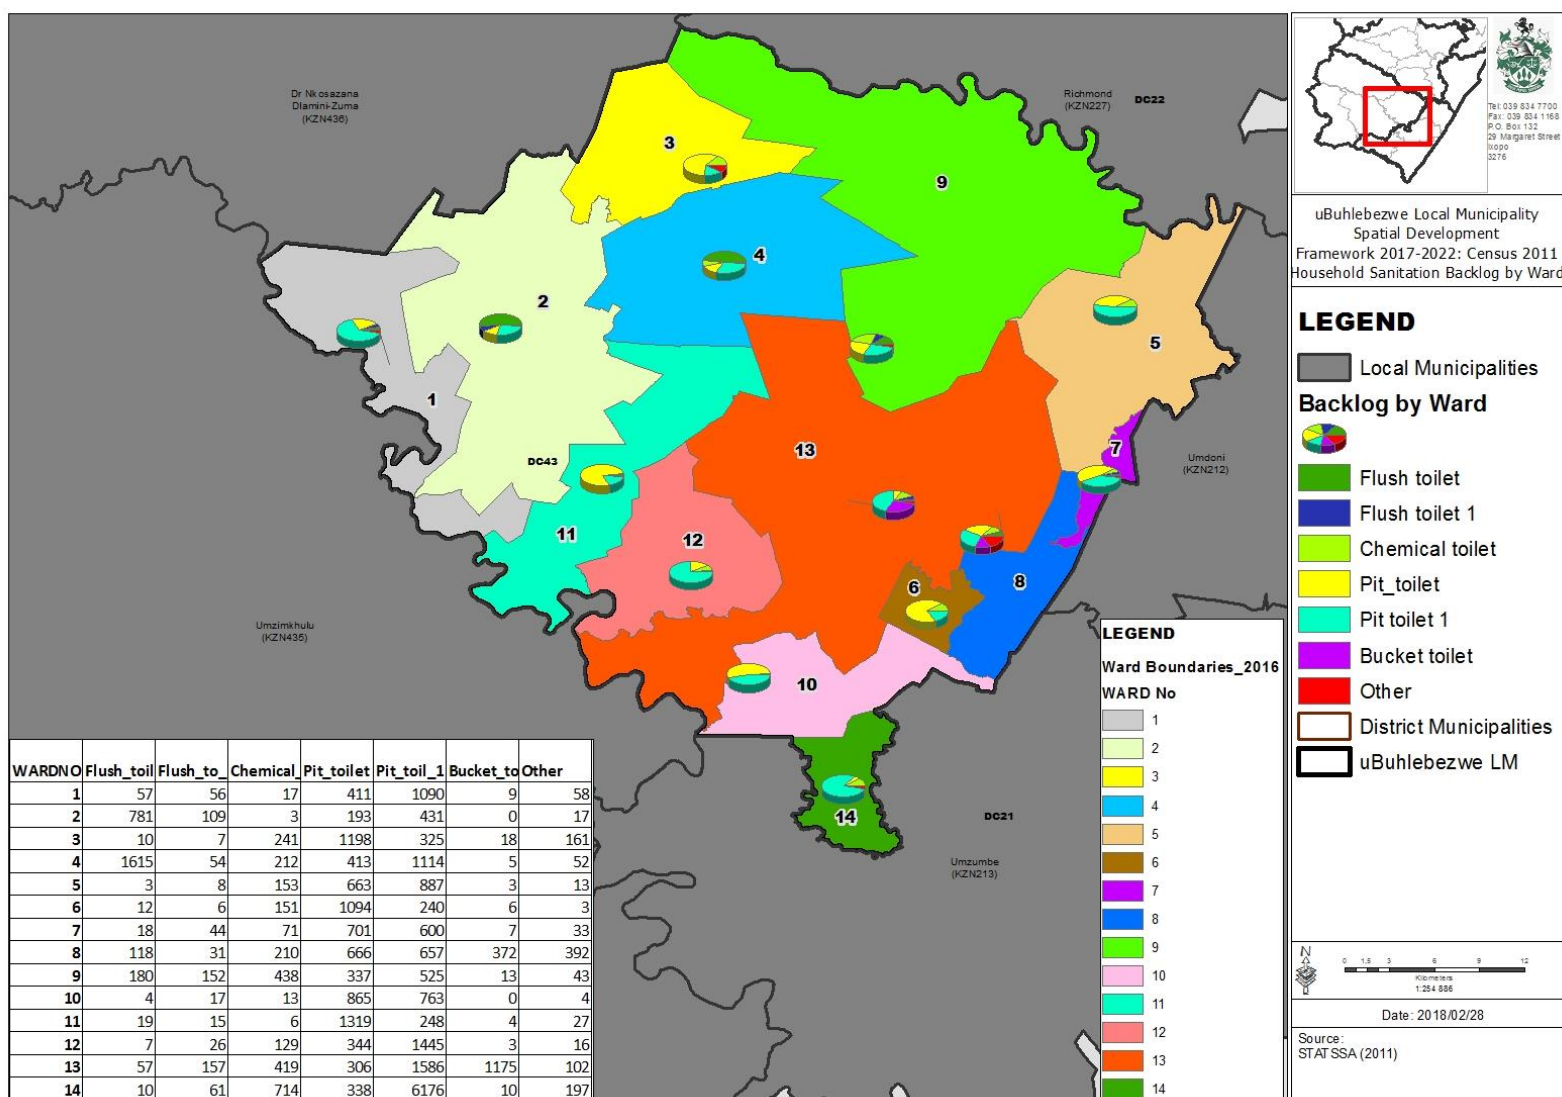 Dr Nkosazana
Dlamini-Zuma
(KZN436)
Richmond
(KZN227)
DC22
3
9
4
2
5
1
DC43
13
7
Umdoni
(KZN212)
11
12
6
8
Umzimkhulu
(KZN435)
10
14
DC21
Umzumbe
(KZN213)
WARDNO Flush_toil Flush_to_ Chemical_ Pit_toilet Pit_toil_1 Bucket_to Other
1 57 56 17 411 1090 9 58
2 781 109 3 193 431 0 17
3 10 7 241 1198 325 18 161
4 1615 54 212 413 1114 5 52
5 3 8 153 663 887 3 13
6 12 6 151 1094 240 6 3
7 18 44 71 701 600 7 33
8 118 31 210 666 657 372 392
9 180 152 438 337 525 13 43
10 4 17 13 865 763 0 4
11 19 15 6 1319 248 4 27
12 7 26 129 344 1445 3 16
13 57 157 419 306 1586 1175 102
14 10 61 714 338 6176 10 197
LEGEND
Ward Boundaries_2016
WARD No
1
2
3
4
5
6
7
8
9
10
11
12
13
14
Tel: 039 834 7700
Fax: 039 834 1168
P.O. Box 132
29 Margaret Street
Ixopo
3276
uBuhlebezwe Local Municipality
Spatial Development
Framework 2017-2022: Census 2011
Household Sanitation Backlog by Ward
LEGEND
Local Municipalities
Backlog by Ward
Flush toilet
Flush toilet 1
Chemical toilet
Pit_toilet
Pit toilet 1
Bucket toilet
Other
District Municipalities
uBuhlebezwe LM
N
0 1,5 3 6 9 12
Kilometers
1:254 886
Date: 2018/02/28
Source:
STATSSA (2011)